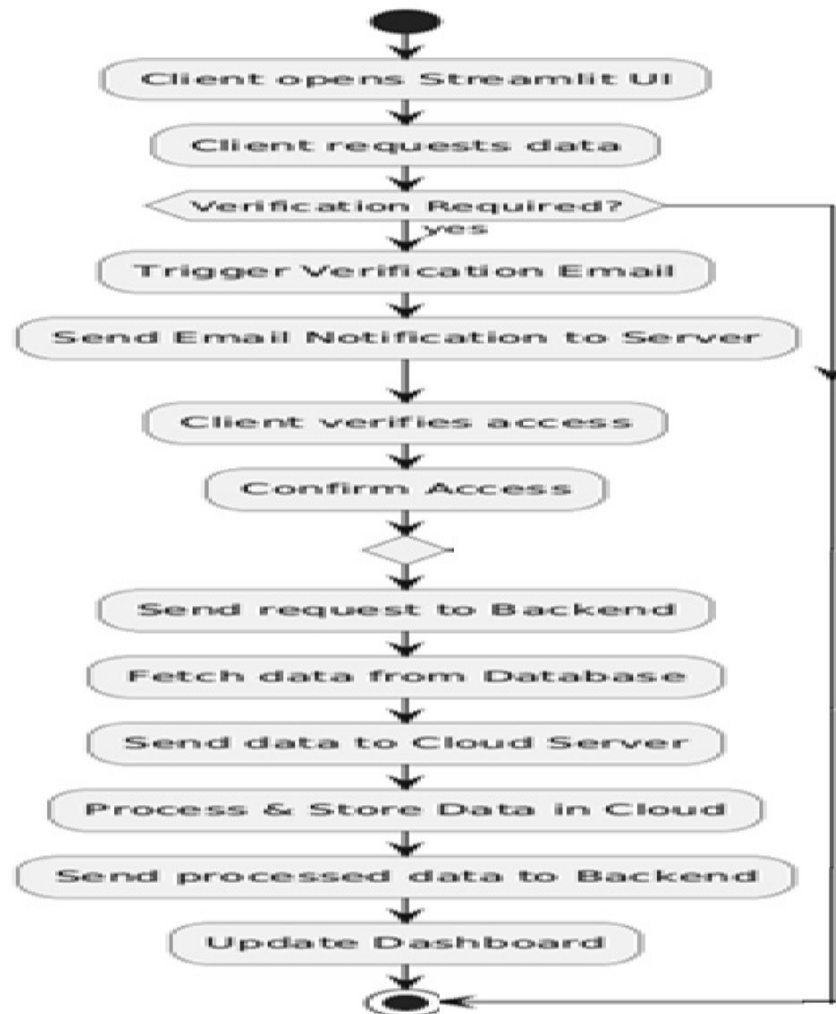 Client opens Streamlit UI
Client requests data
Verification Required?
yes
Trigger Verification Email
Send Email Notification to Server
Client verifies access
Confirm Access
Send request to Backend
Fetch data from Database
Send data to Cloud Server
Process & Store Data in Cloud
Send processed data to Backend
Update Dashboard